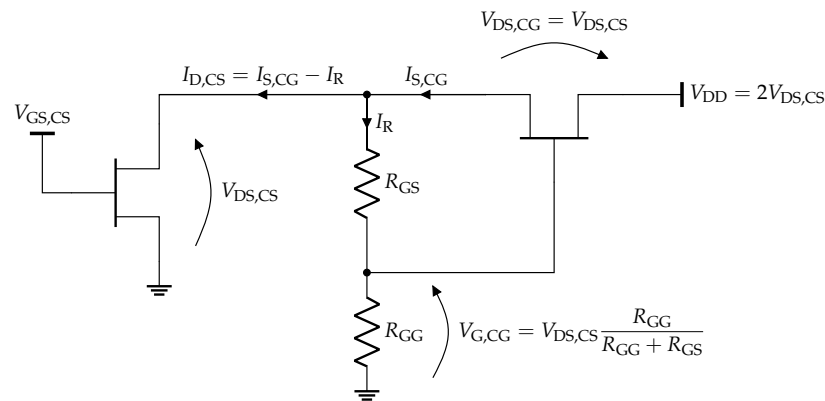 V_DS,CG = V_DS,CS
I_D,CS = I_S,CG − I_R
I_S,CG
V_DD = 2V_DS,CS
V_GS,CS
I_R
V_DS,CS
R_GS
R_GG
V_G,CG = V_DS,CS R_GG / (R_GG + R_GS)